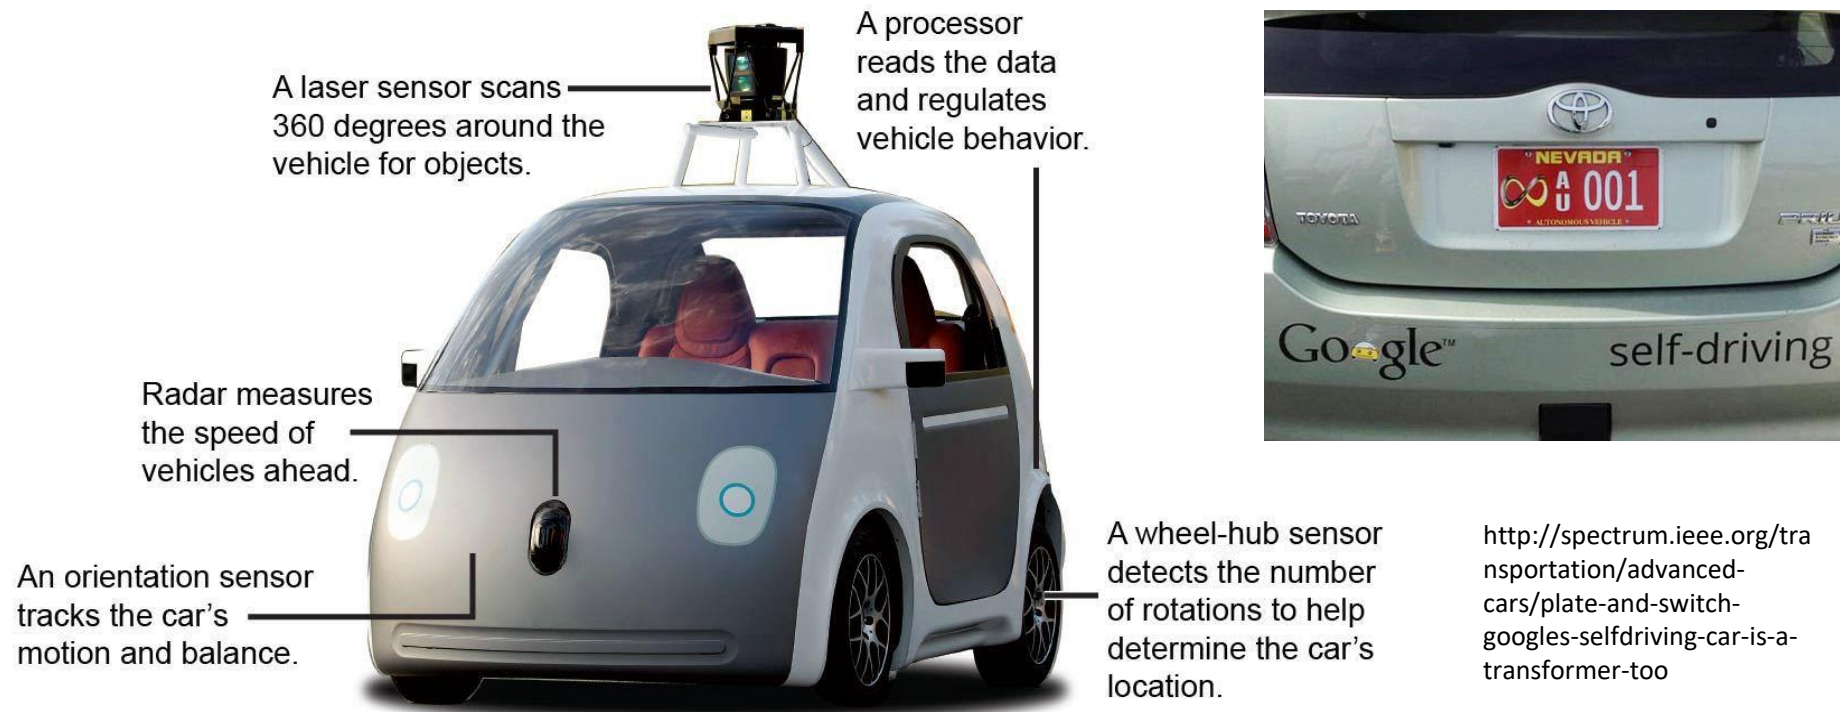 A laser sensor scans
360 degrees around the
vehicle for objects.
A processor
reads the data
and regulates
vehicle behavior.
Radar measures
the speed of
vehicles ahead.
An orientation sensor
tracks the car's
motion and balance.
A wheel-hub sensor
detects the number
of rotations to help
determine the car's
location.
NEVADA
AU 001
AUTONOMOUS VEHICLE
TOYOTA
PRIU
Google™
self-driving
http://spectrum.ieee.org/tra
nsportation/advanced-
cars/plate-and-switch-
googles-selfdriving-car-is-a-
transformer-too